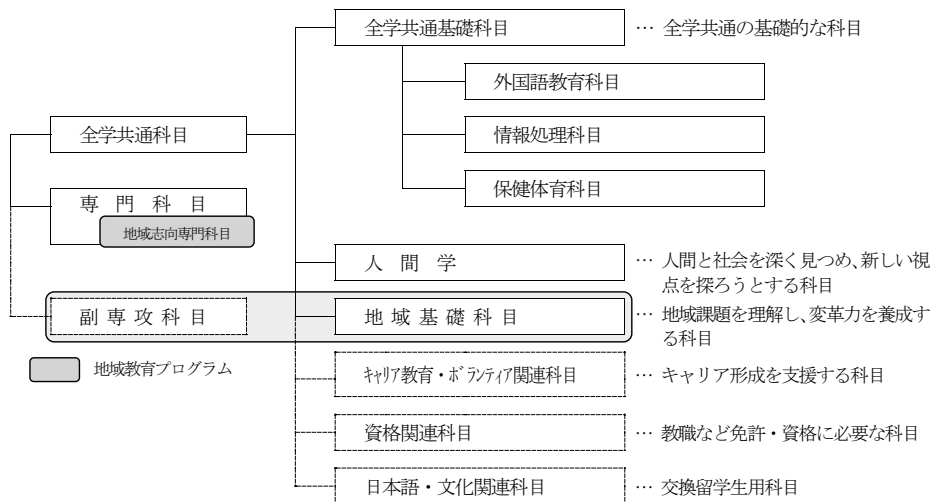 全学共通基礎科目
… 全学共通の基礎的な科目
外国語教育科目
全学共通科目
情報処理科目
専門科目
保健体育科目
地域志向専門科目
人間学
… 人間と社会を深く見つめ、新しい視
点を探ろうとする科目
副専攻科目
地域基礎科目
… 地域課題を理解し、変革力を養成す
る科目
地域教育プログラム
キャリア教育・ボランティア関連科目
… キャリア形成を支援する科目
資格関連科目
… 教職など免許・資格に必要な科目
日本語・文化関連科目
… 交換留学生用科目